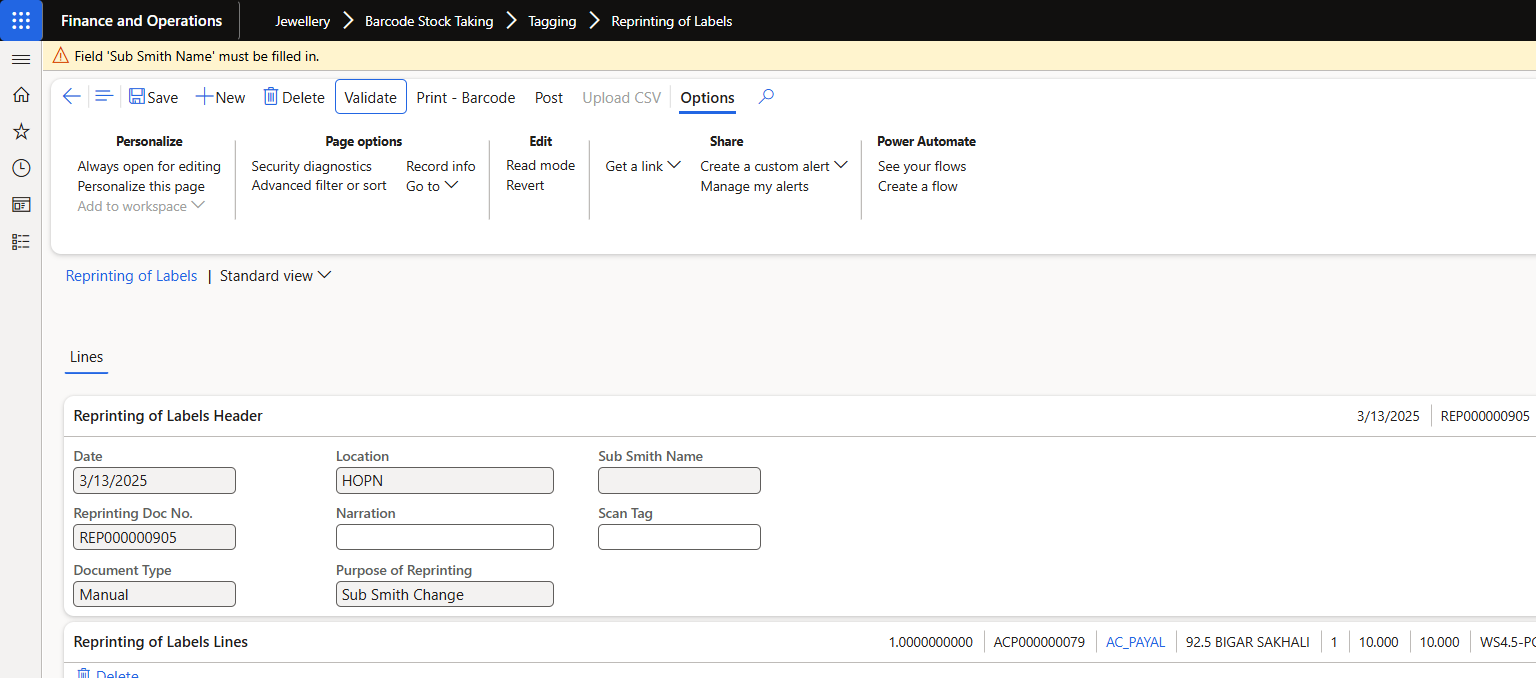 Finance and Operations Jewellery Barcode Stock Taking Tagging Reprinting of Labels
Field 'Sub Smith Name' must be filled in.
Save New Delete Validate Print - Barcode Post Upload CSV Options
Personalize Page options Edit Share Power Automate
Always open for editing Security diagnostics Record info Read mode Get a link Create a custom alert See your flows
Personalize this page Advanced filter or sort Go to Revert Manage my alerts Create a flow
Add to workspace
Reprinting of Labels | Standard view
Lines
Reprinting of Labels Header 3/13/2025 REP000000905
Date Location Sub Smith Name
3/13/2025 HOPN
Reprinting Doc No. Narration Scan Tag
REP000000905
Document Type Purpose of Reprinting
Manual Sub Smith Change
Reprinting of Labels Lines 1.0000000000 ACP000000079 AC_PAYAL 92.5 BIGAR SAKHALI 1 10.000 10.000
Delete